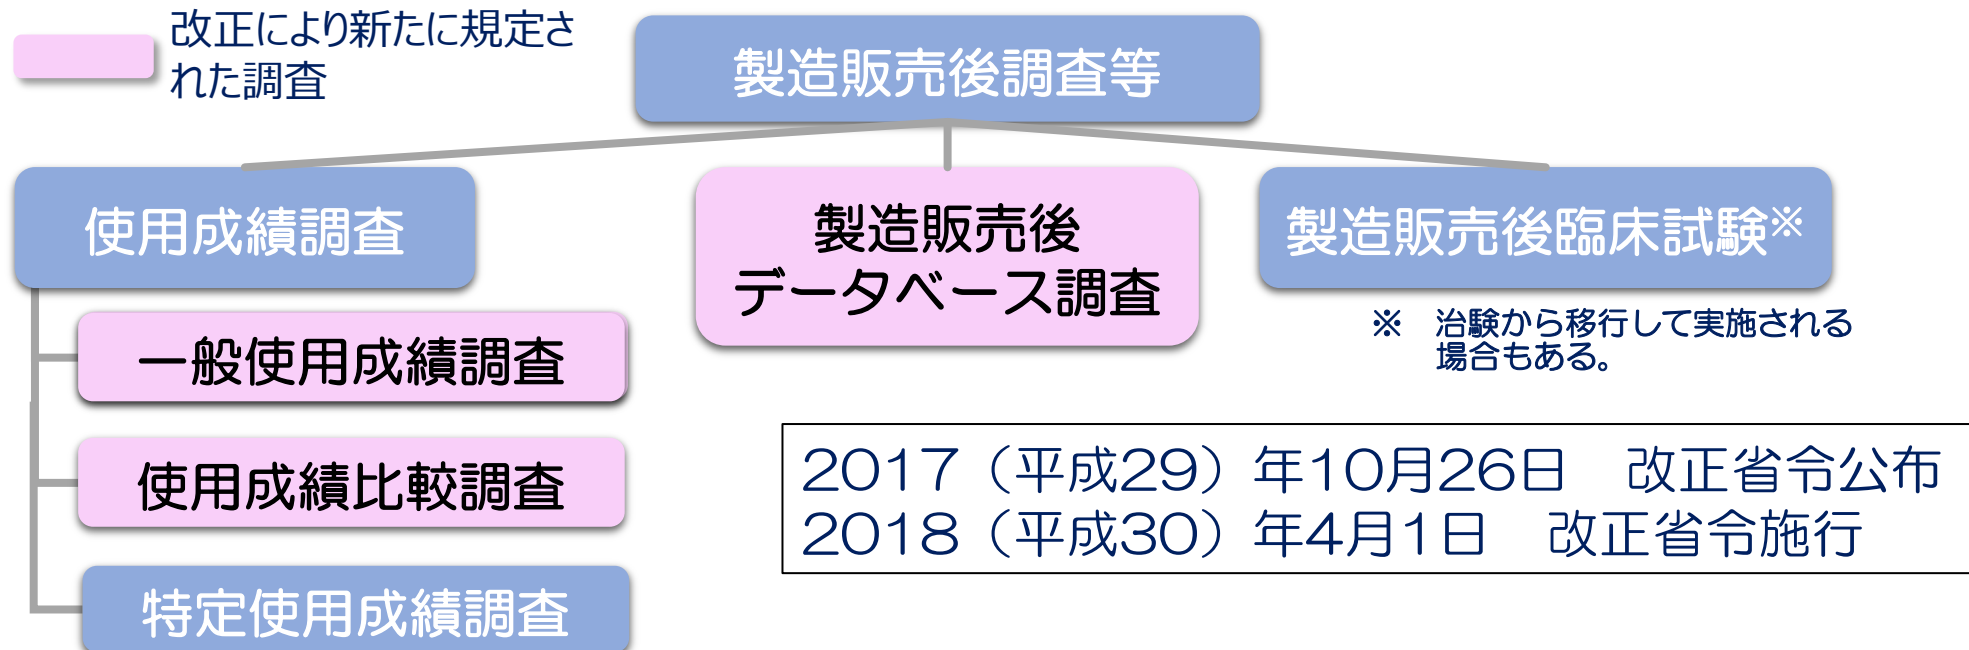 改正により新たに規定さ
れた調査
製造販売後調査等
使用成績調査
製造販売後
データベース調査
製造販売後臨床試験※
※　治験から移行して実施される
場合もある。
一般使用成績調査
使用成績比較調査
特定使用成績調査
2017（平成29）年10月26日　改正省令公布
2018（平成30）年4月1日　改正省令施行